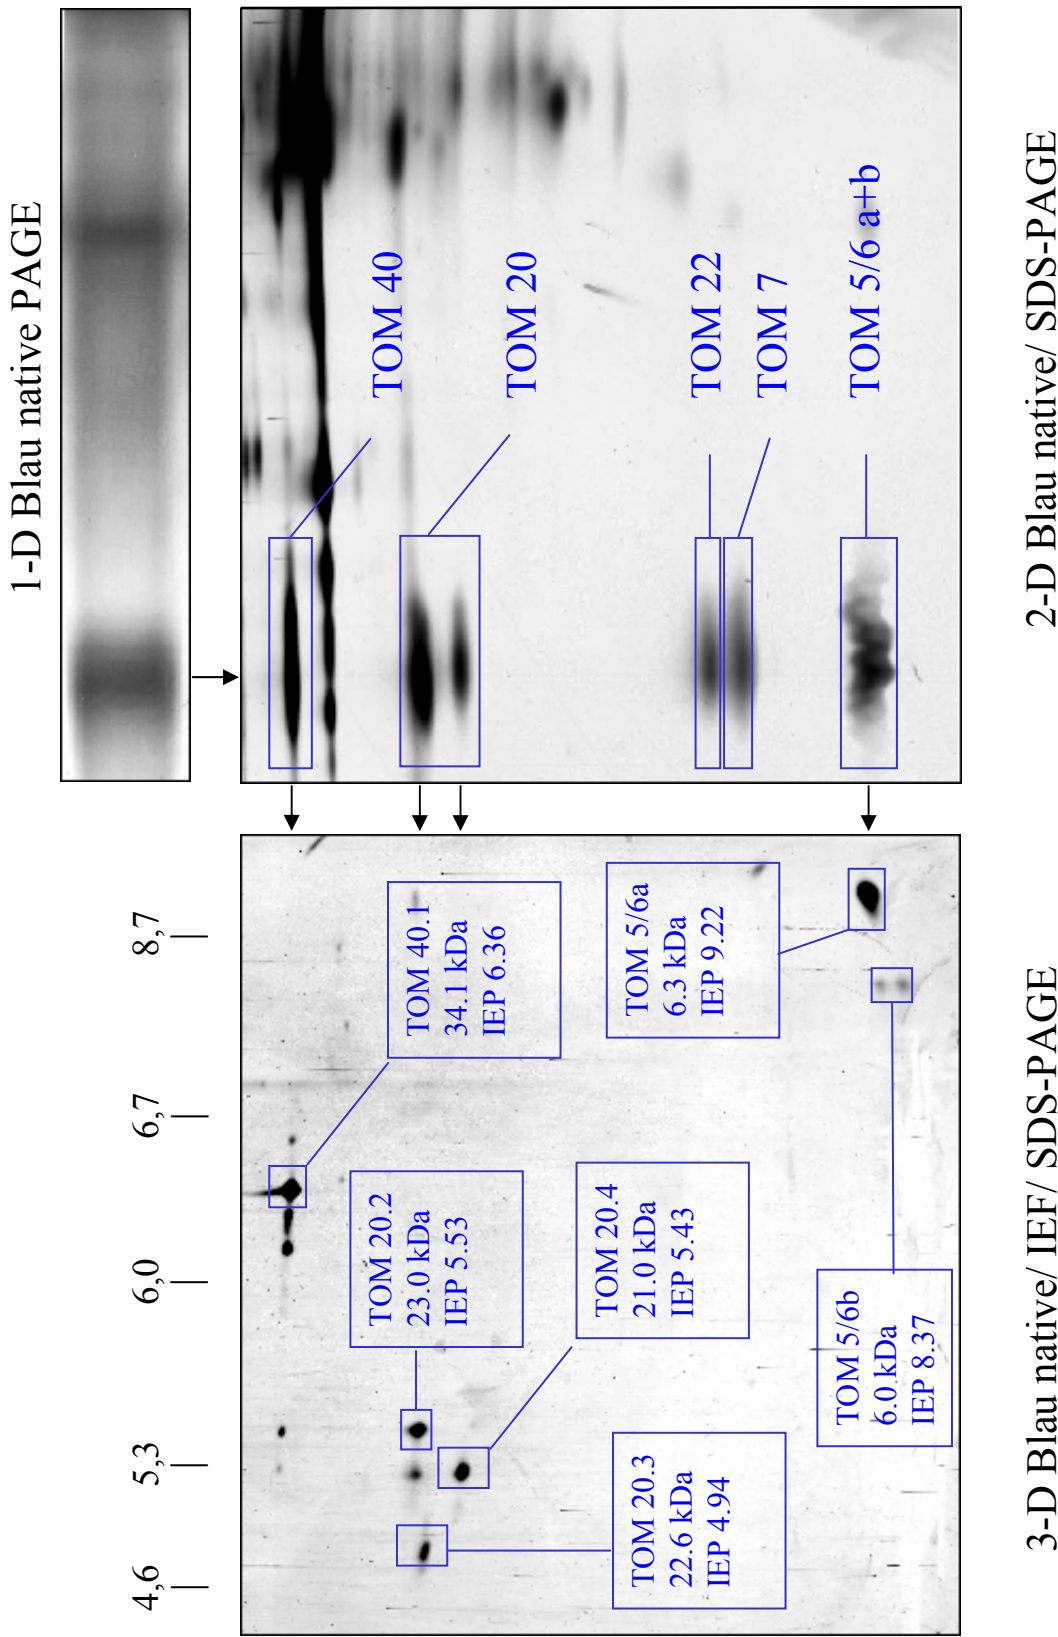 1-D Blau native PAGE
TOM 40
TOM 20
TOM 22
TOM 7
TOM 5/6 a+b
2-D Blau native/ SDS-PAGE
4,6
5,3
6,0
6,7
8,7
TOM 40.1
34.1 kDa
IEP 6.36
TOM 20.2
23.0 kDa
IEP 5.53
TOM 20.4
21.0 kDa
IEP 5.43
TOM 20.3
22.6 kDa
IEP 4.94
TOM 5/6a
6.3 kDa
IEP 9.22
TOM 5/6b
6.0 kDa
IEP 8.37
3-D Blau native/ IEF/ SDS-PAGE